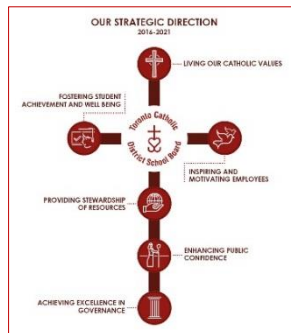 OUR STRATEGIC DIRECTION
2016-2021
LIVING OUR CATHOLIC VALUES
FOSTERING STUDENT
ACHIEVEMENT AND WELL BEING
Toronto Catholic
District School Board
INSPIRING AND
MOTIVATING EMPLOYEES
PROVIDING STEWARDSHIP
OF RESOURCES
ENHANCING PUBLIC
CONFIDENCE
ACHIEVING EXCELLENCE IN
GOVERNANCE